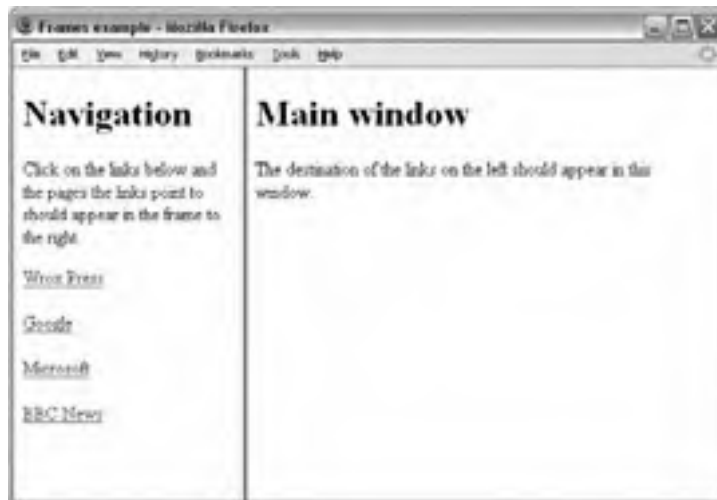 Frames example - Mozilla Firefox
File Edit View History Bookmarks Tools Help
Navigation
Click on the links below and
the pages the links point to
should appear in the frame to
the right.
Wrox Press
Google
Microsoft
BBC News
Main window
The destination of the links on the left should appear in this
window.